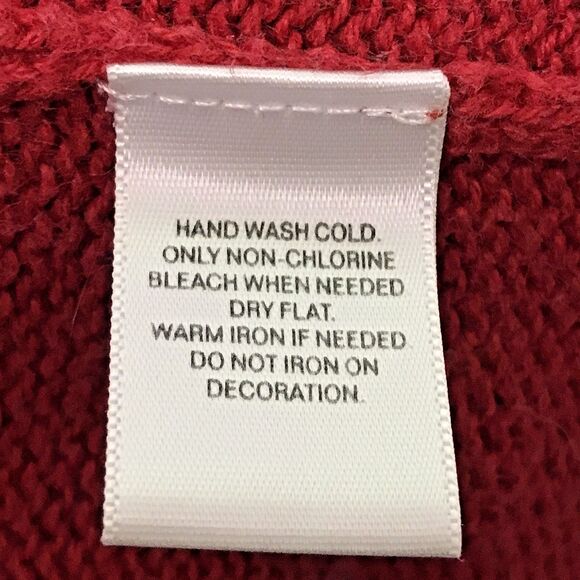 HAND WASH COLD.
ONLY NON-CHLORINE
BLEACH WHEN NEEDED
DRY FLAT.
WARM IRON IF NEEDED
DO NOT IRON ON
DECORATION.